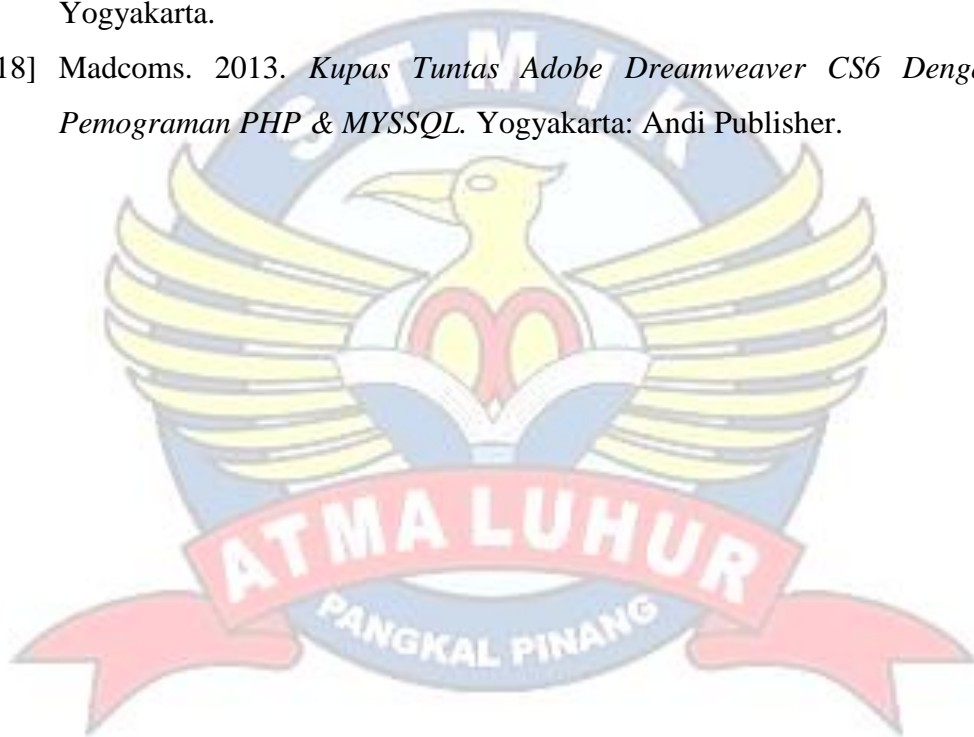 Yogyakarta.
18] Madcoms. 2013. Kupas Tuntas Adobe Dreamweaver CS6 Denga
Pemograman PHP & MYSSQL. Yogyakarta: Andi Publisher.
STMIK
ATMA LUHUR
PANGKAL PINANG